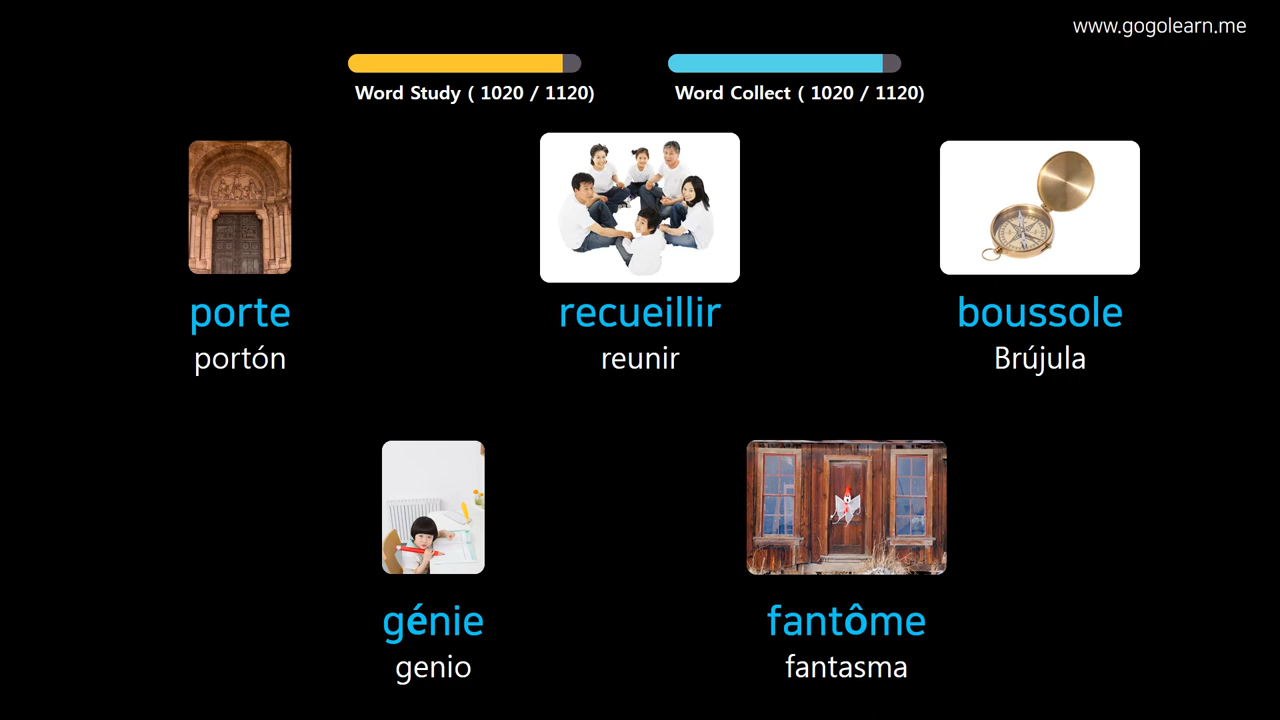 www.gogolearn.me
Word Study ( 1020 / 1120)
Word Collect ( 1020 / 1120)
porte
portón
recueillir
reunir
boussole
Brújula
génie
genio
fantôme
fantasma